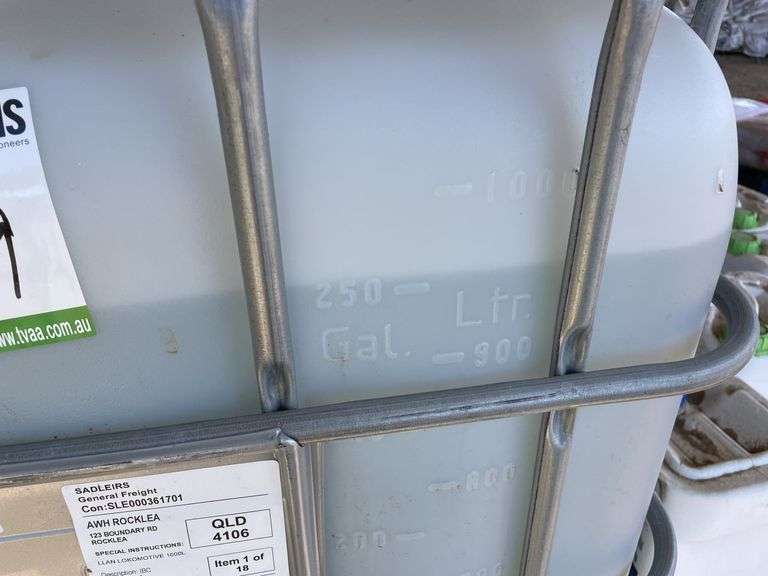 1000
250
Ltr.
Gal.
900
800
200
oneers
www.tvaa.com.au
SADLEIRS
General Freight
Con:SLE000361701
AWH ROCKLEA
123 BOUNDARY RD
ROCKLEA
QLD
4106
SPECIAL INSTRUCTIONS:
LLAN LOKOMOTIVE 1000L
Description: IBC
Item 1 of
18